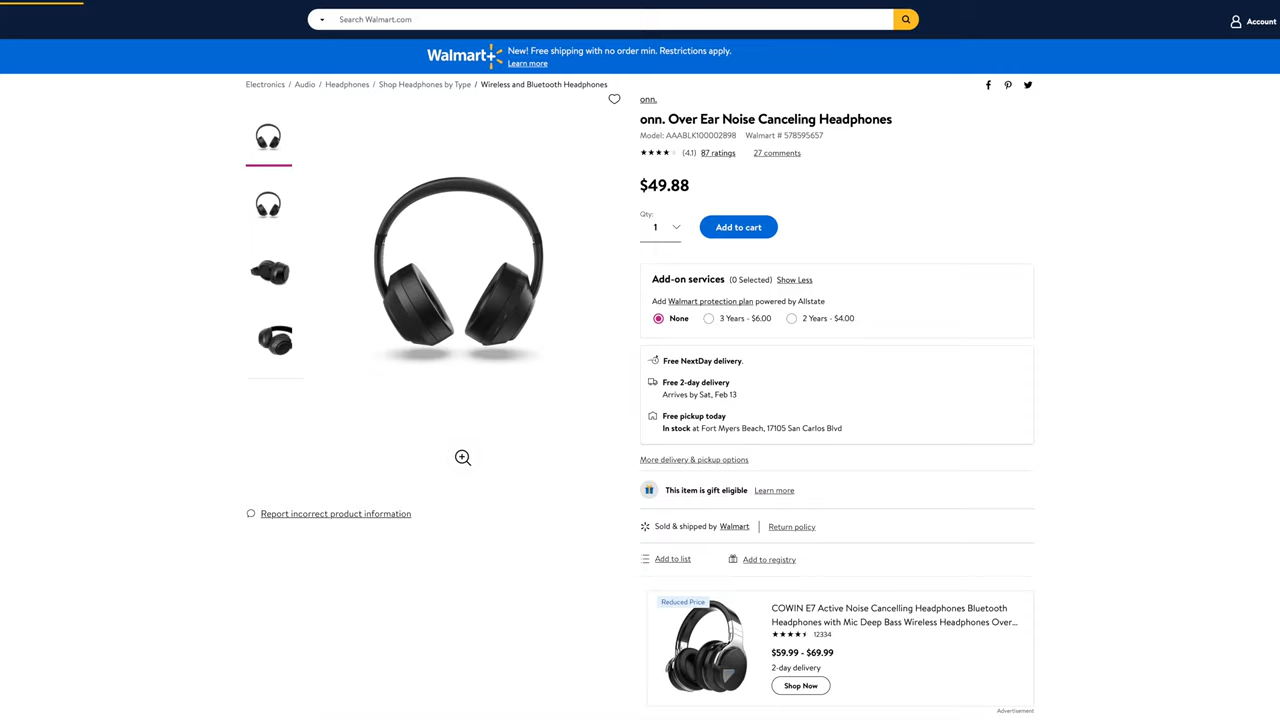 Search Walmart.com
Account
Walmart+ New! Free shipping with no order min. Restrictions apply.
Learn more
Electronics / Audio / Headphones / Shop Headphones by Type / Wireless and Bluetooth Headphones
onn.
onn. Over Ear Noise Canceling Headphones
Model: AAABLK100002898 Walmart # 578595657
(4.1) 87 ratings 27 comments
$49.88
Qty:
1 Add to cart
Add-on services (0 Selected) Show Less
Add Walmart protection plan powered by Allstate
None 3 Years - $6.00 2 Years - $4.00
Free NextDay delivery.
Free 2-day delivery
Arrives by Sat, Feb 13
Free pickup today
In stock at Fort Myers Beach, 17105 San Carlos Blvd
More delivery & pickup options
This item is gift eligible Learn more
Report incorrect product information
Sold & shipped by Walmart | Return policy
Add to list Add to registry
Reduced Price
COWIN E7 Active Noise Cancelling Headphones Bluetooth
Headphones with Mic Deep Bass Wireless Headphones Over...
12334
$59.99 - $69.99
2-day delivery
Shop Now
Advertisement